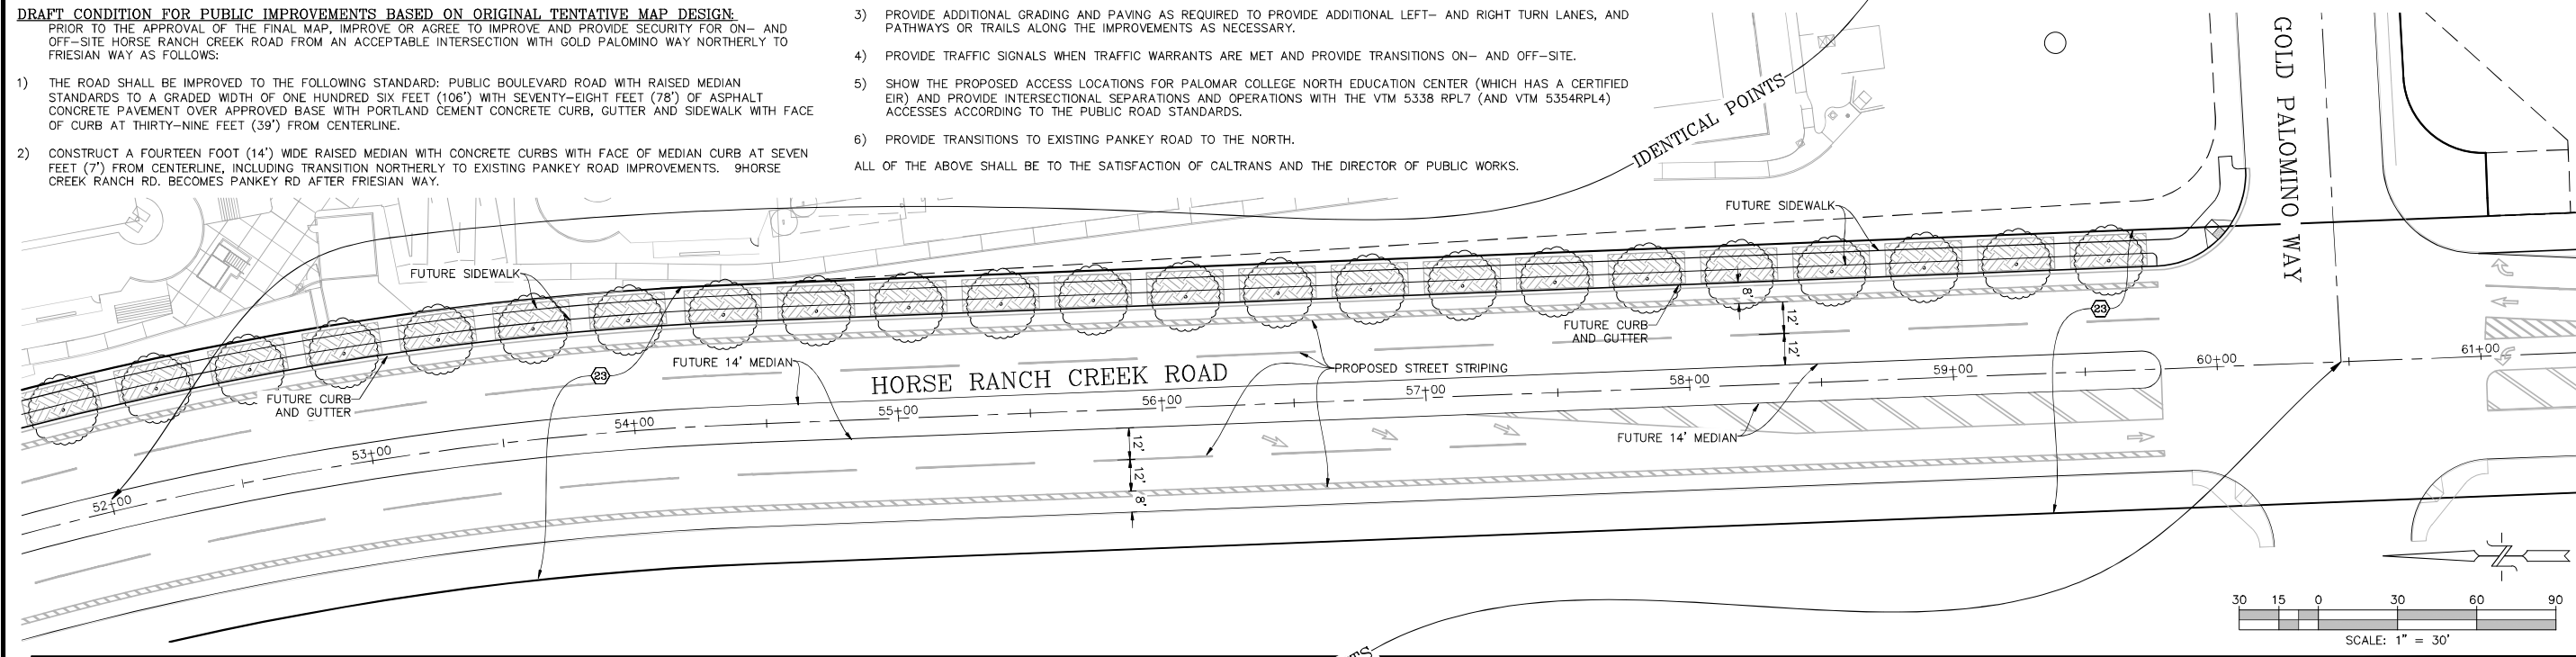 DRAFT CONDITION FOR PUBLIC IMPROVEMENTS BASED ON ORIGINAL TENTATIVE MAP DESIGN:
PRIOR TO THE APPROVAL OF THE FINAL MAP, IMPROVE OR AGREE TO IMPROVE AND PROVIDE SECURITY FOR ON– AND
OFF–SITE HORSE RANCH CREEK ROAD FROM AN ACCEPTABLE INTERSECTION WITH GOLD PALOMINO WAY NORTHERLY TO
FRIESIAN WAY AS FOLLOWS:
1) THE ROAD SHALL BE IMPROVED TO THE FOLLOWING STANDARD: PUBLIC BOULEVARD ROAD WITH RAISED MEDIAN
STANDARDS TO A GRADED WIDTH OF ONE HUNDRED SIX FEET (106') WITH SEVENTY–EIGHT FEET (78') OF ASPHALT
CONCRETE PAVEMENT OVER APPROVED BASE WITH PORTLAND CEMENT CONCRETE CURB, GUTTER AND SIDEWALK WITH FACE
OF CURB AT THIRTY–NINE FEET (39') FROM CENTERLINE.
2) CONSTRUCT A FOURTEEN FOOT (14') WIDE RAISED MEDIAN WITH CONCRETE CURBS WITH FACE OF MEDIAN CURB AT SEVEN
FEET (7') FROM CENTERLINE, INCLUDING TRANSITION NORTHERLY TO EXISTING PANKEY ROAD IMPROVEMENTS. 9HORSE
CREEK RANCH RD. BECOMES PANKEY RD AFTER FRIESIAN WAY.
3) PROVIDE ADDITIONAL GRADING AND PAVING AS REQUIRED TO PROVIDE ADDITIONAL LEFT– AND RIGHT TURN LANES, AND
PATHWAYS OR TRAILS ALONG THE IMPROVEMENTS AS NECESSARY.
4) PROVIDE TRAFFIC SIGNALS WHEN TRAFFIC WARRANTS ARE MET AND PROVIDE TRANSITIONS ON– AND OFF–SITE.
5) SHOW THE PROPOSED ACCESS LOCATIONS FOR PALOMAR COLLEGE NORTH EDUCATION CENTER (WHICH HAS A CERTIFIED
EIR) AND PROVIDE INTERSECTIONAL SEPARATIONS AND OPERATIONS WITH THE VTM 5338 RPL7 (AND VTM 5354RPL4)
ACCESSES ACCORDING TO THE PUBLIC ROAD STANDARDS.
6) PROVIDE TRANSITIONS TO EXISTING PANKEY ROAD TO THE NORTH.
ALL OF THE ABOVE SHALL BE TO THE SATISFACTION OF CALTRANS AND THE DIRECTOR OF PUBLIC WORKS.
IDENTICAL POINTS
GOLD PALOMINO WAY
FUTURE SIDEWALK
FUTURE SIDEWALK
8'
12'
12'
23
23
FUTURE CURB
AND GUTTER
FUTURE CURB
AND GUTTER
FUTURE 14' MEDIAN
HORSE RANCH CREEK ROAD
PROPOSED STREET STRIPING
52+00
53+00
54+00
55+00
56+00
57+00
58+00
59+00
60+00
61+00
FUTURE 14' MEDIAN
12'
12'
8'
30 15 0 30 60 90
SCALE: 1" = 30'